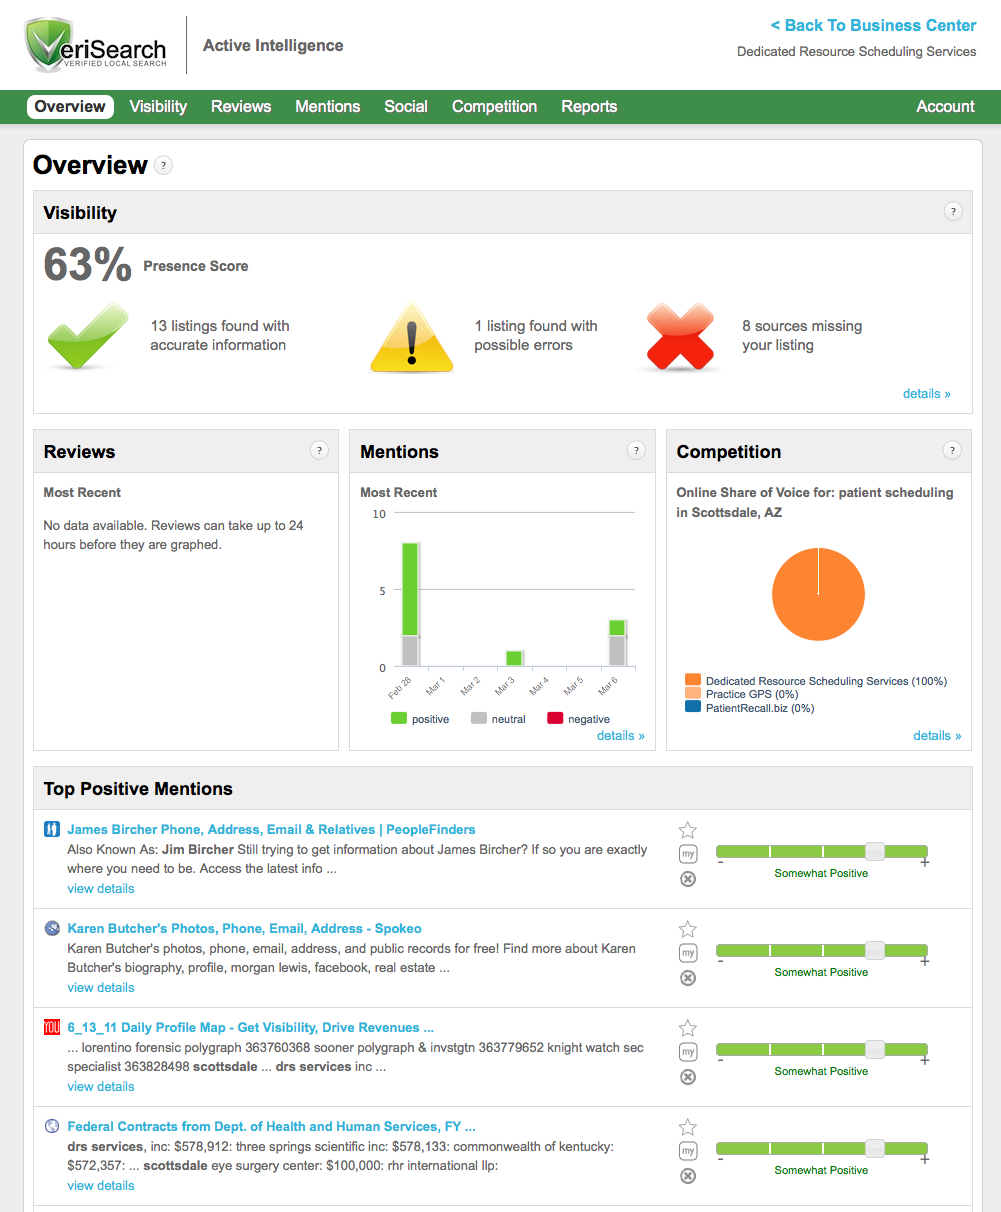 VeriSearch
VERIFIED LOCAL SEARCH
Active Intelligence
< Back To Business Center
Dedicated Resource Scheduling Services
Overview Visibility Reviews Mentions Social Competition Reports Account
Overview ?
Visibility ?
63% Presence Score
13 listings found with
accurate information
1 listing found with
possible errors
8 sources missing
your listing
details »
Reviews ?
Most Recent
No data available. Reviews can take up to 24
hours before they are graphed.
Mentions ?
Most Recent
10
5
0
Feb 28 Mar 1 Mar 2 Mar 3 Mar 4 Mar 5 Mar 6
positive neutral negative
details »
Competition ?
Online Share of Voice for: patient scheduling
in Scottsdale, AZ
Dedicated Resource Scheduling Services (100%)
Practice GPS (0%)
PatientRecall.biz (0%)
details »
Top Positive Mentions
James Bircher Phone, Address, Email & Relatives | PeopleFinders
Also Known As: Jim Bircher Still trying to get information about James Bircher? If so you are exactly
where you need to be. Access the latest info ...
view details
my
- +
Somewhat Positive
Karen Butcher's Photos, Phone, Email, Address - Spokeo
Karen Butcher's photos, phone, email, address, and public records for free! Find more about Karen
Butcher's biography, profile, morgan lewis, facebook, real estate ...
view details
my
- +
Somewhat Positive
YOU
6_13_11 Daily Profile Map - Get Visibility, Drive Revenues ...
... lorentino forensic polygraph 363760368 sooner polygraph & invstgtn 363779652 knight watch sec
specialist 363828498 scottsdale ... drs services inc ...
view details
my
- +
Somewhat Positive
Federal Contracts from Dept. of Health and Human Services, FY ...
drs services, inc: $578,912: three springs scientific inc: $578,133: commonwealth of kentucky:
$572,357: ... scottsdale eye surgery center: $100,000: rhr international llp:
view details
my
- +
Somewhat Positive